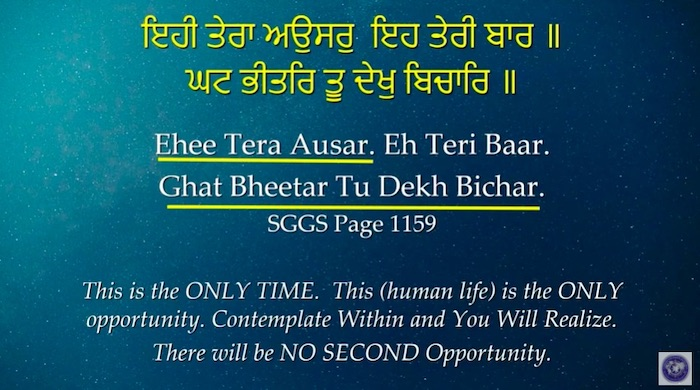 ਇਹੀ ਤੇਰਾ ਅਉਸਰੁ ਇਹ ਤੇਰੀ ਬਾਰ ॥
ਘਟ ਭੀਤਰਿ ਤੂ ਦੇਖੁ ਬਿਚਾਰਿ ॥
Ehee Tera Ausar. Eh Teri Baar.
Ghat Bheetar Tu Dekh Bichar.
SGGS Page 1159
This is the ONLY TIME. This (human life) is the ONLY
opportunity. Contemplate Within and You Will Realize.
There will be NO SECOND Opportunity.